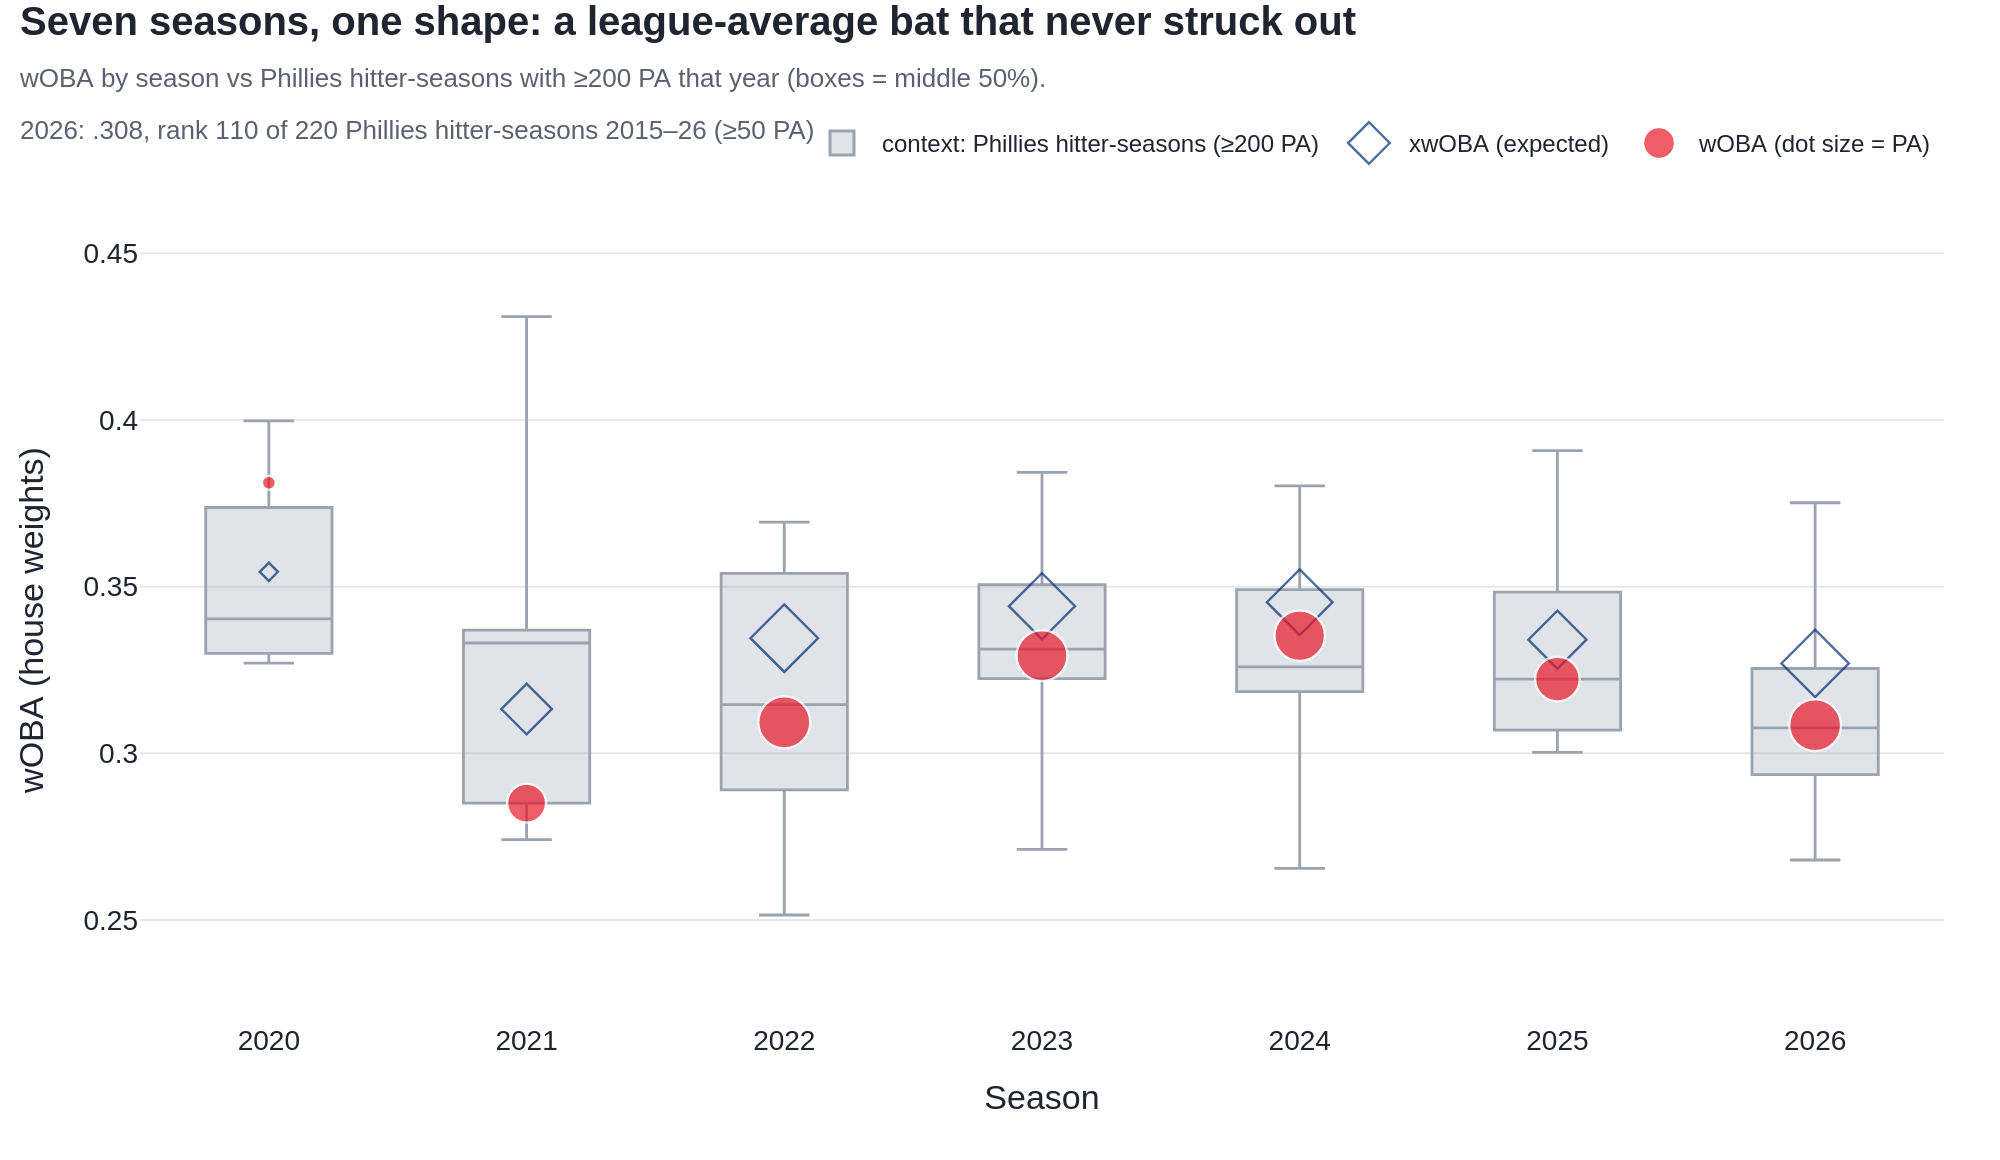 Seven seasons, one shape: a league-average bat that never struck out
wOBA by season vs Phillies hitter-seasons with ≥200 PA that year (boxes = middle 50%).
2026: .308, rank 110 of 220 Phillies hitter-seasons 2015–26 (≥50 PA)
context: Phillies hitter-seasons (≥200 PA)
xwOBA (expected)
wOBA (dot size = PA)
wOBA (house weights)
0.45
0.4
0.35
0.3
0.25
2020
2021
2022
2023
2024
2025
2026
Season